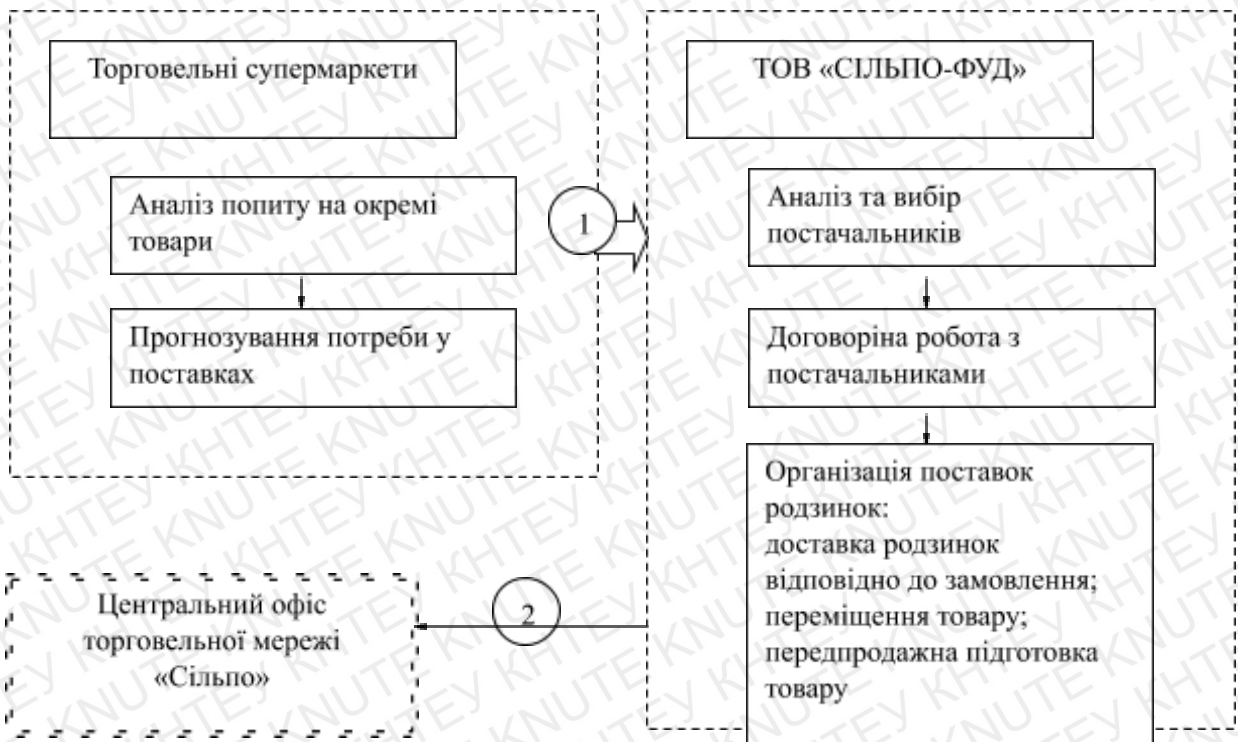 Торговельні супермаркети
Аналіз попиту на окремі
товари
Прогнозування потреби у
поставках
1
ТОВ «СІЛЬПО-ФУД»
Аналіз та вибір
постачальників
Договоріна робота з
постачальниками
Організація поставок
родзинок:
доставка родзинок
відповідно до замовлення;
переміщення товару;
передпродажна підготовка
товару
2
Центральний офіс
торговельної мережі
«Сільпо»